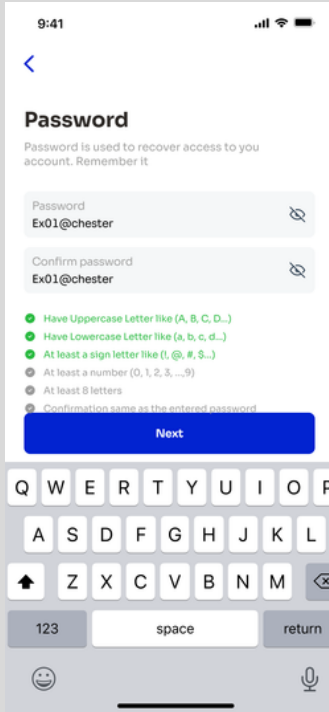 9:41
Password
Password is used to recover access to you
account. Remember it
Password
Ex01@chester
Confirm password
Ex01@chester
Have Uppercase Letter like (A, B, C, D...)
Have Lowercase Letter like (a, b, c, d...)
At least a sign letter like (!, @, #, $...)
At least a number (0, 1, 2, 3, ...,9)
At least 8 letters
Confirmation same as the entered password
Next
Q W E R T Y U I O P
A S D F G H J K L
Z X C V B N M
123 space return